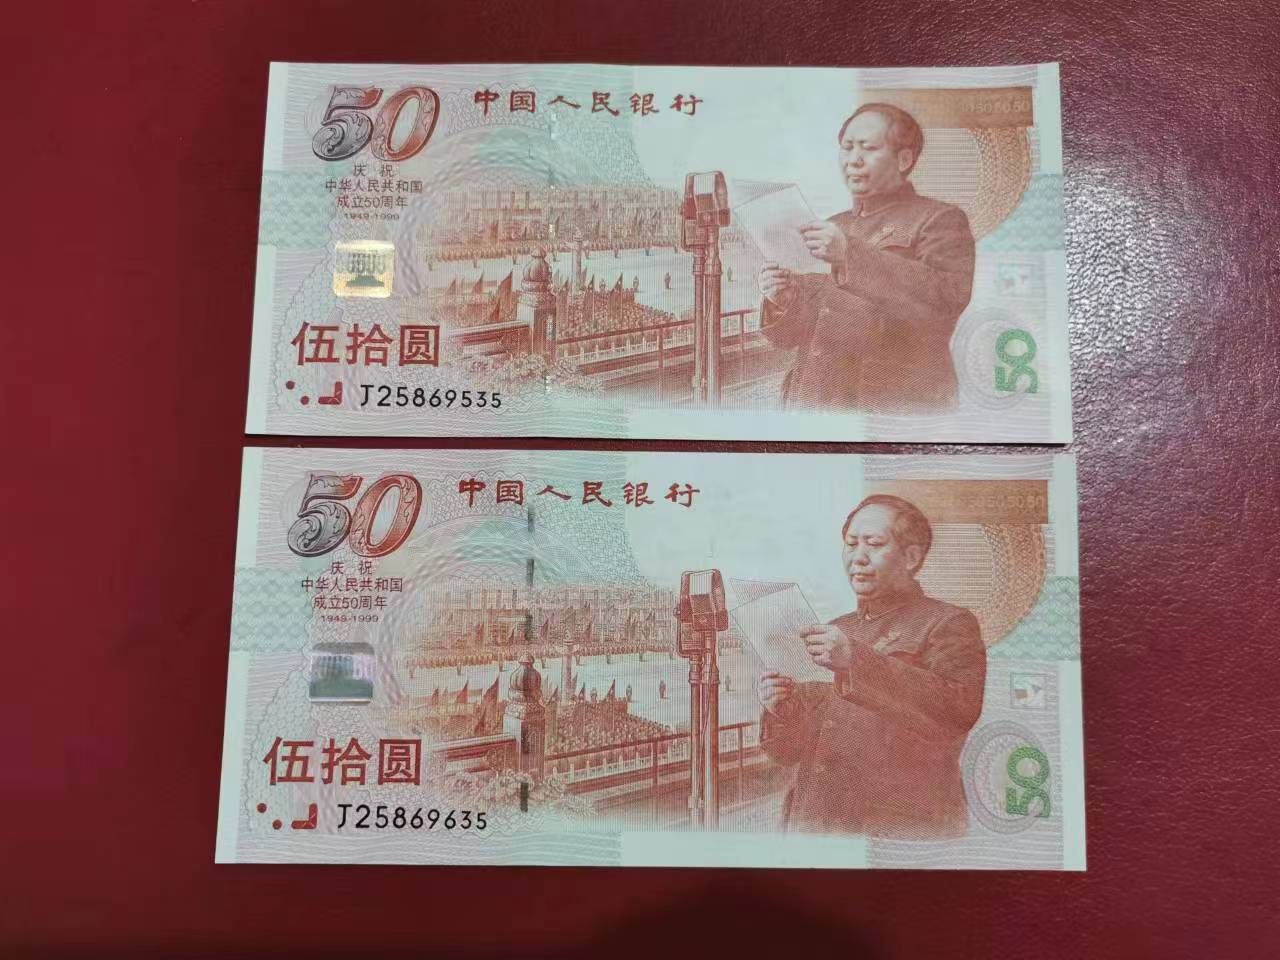 50
中国人民银行
庆祝
中华人民共和国
成立50周年
1949-1999
伍拾圆
J25869535
50
50
中国人民银行
庆祝
中华人民共和国
成立50周年
1949-1999
伍拾圆
J25869635
50